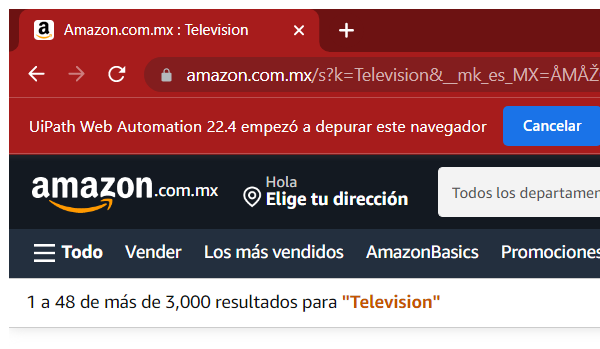 Amazon.com.mx : Television
amazon.com.mx/s?k=Television&__mk_es_MX=ÅMÅŽ
UiPath Web Automation 22.4 empezó a depurar este navegador
Cancelar
amazon.com.mx
Hola
Elige tu dirección
Todos los departamen
Todo Vender Los más vendidos AmazonBasics Promociones
1 a 48 de más de 3,000 resultados para "Television"